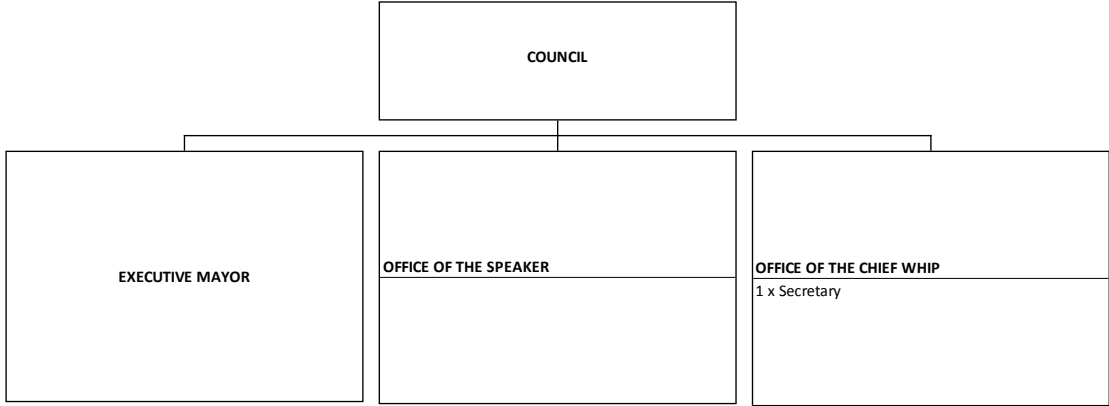 COUNCIL
EXECUTIVE MAYOR
OFFICE OF THE SPEAKER
OFFICE OF THE CHIEF WHIP
1 x Secretary